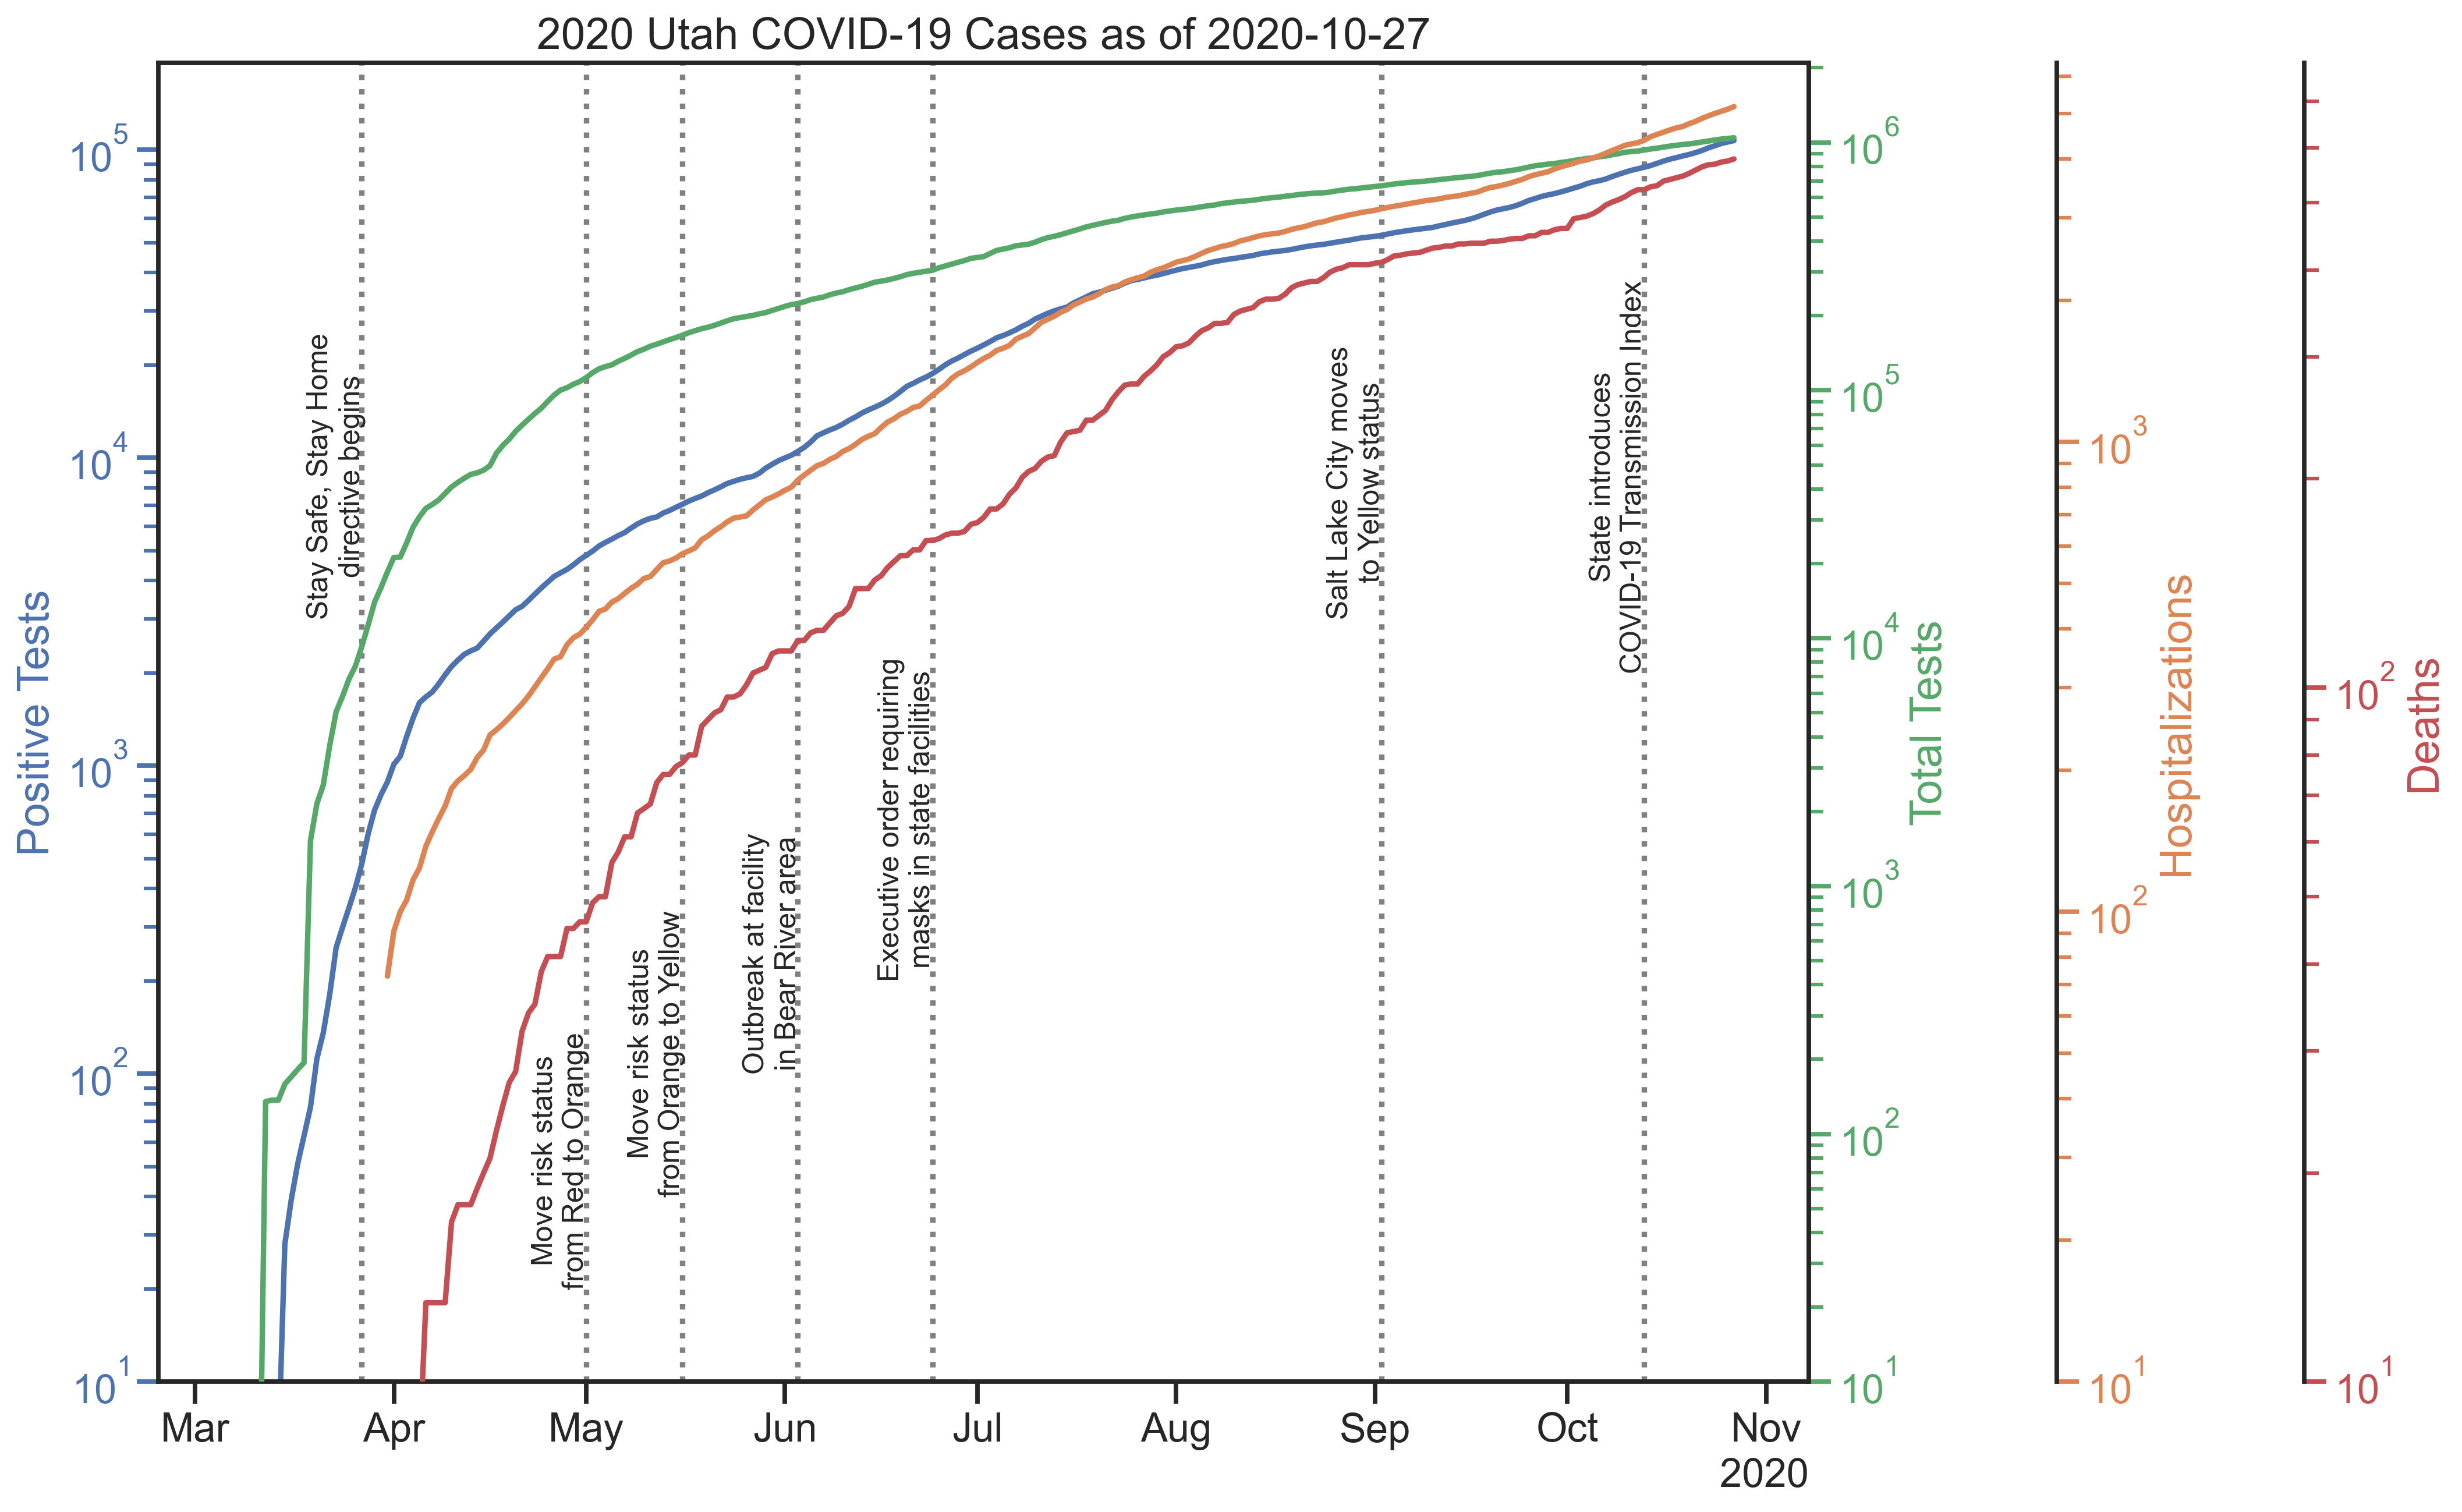 2020 Utah COVID-19 Cases as of 2020-10-27
Positive Tests
10^5
10^4
10^3
10^2
10^1
Stay Safe, Stay Home
directive begins
Move risk status
from Red to Orange
Move risk status
from Orange to Yellow
Outbreak at facility
in Bear River area
Executive order requiring
masks in state facilities
Salt Lake City moves
to Yellow status
State introduces
COVID-19 Transmission Index
Mar Apr May Jun Jul Aug Sep Oct Nov
2020
10^6
10^5
10^4
10^3
10^2
10^1
Total Tests
10^3
10^2
10^1
Hospitalizations
10^2
10^1
Deaths